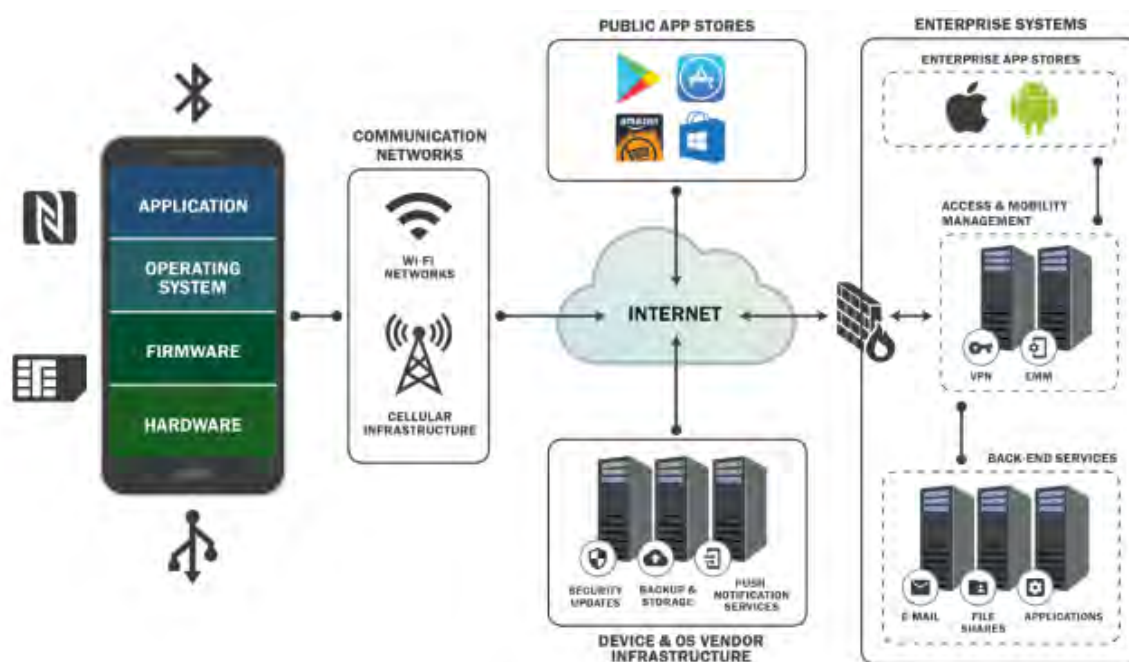 PUBLIC APP STORES
ENTERPRISE SYSTEMS
ENTERPRISE APP STORES
amazon
COMMUNICATION
NETWORKS
WI-FI
NETWORKS
CELLULAR
INFRASTRUCTURE
APPLICATION
OPERATING
SYSTEM
FIRMWARE
HARDWARE
INTERNET
ACCESS & MOBILITY
MANAGEMENT
VPN
EMM
BACK-END SERVICES
E-MAIL
FILE
SHARES
APPLICATIONS
SECURITY
UPDATES
BACKUP &
STORAGE
PUSH
NOTIFICATION
SERVICES
DEVICE & OS VENDOR
INFRASTRUCTURE